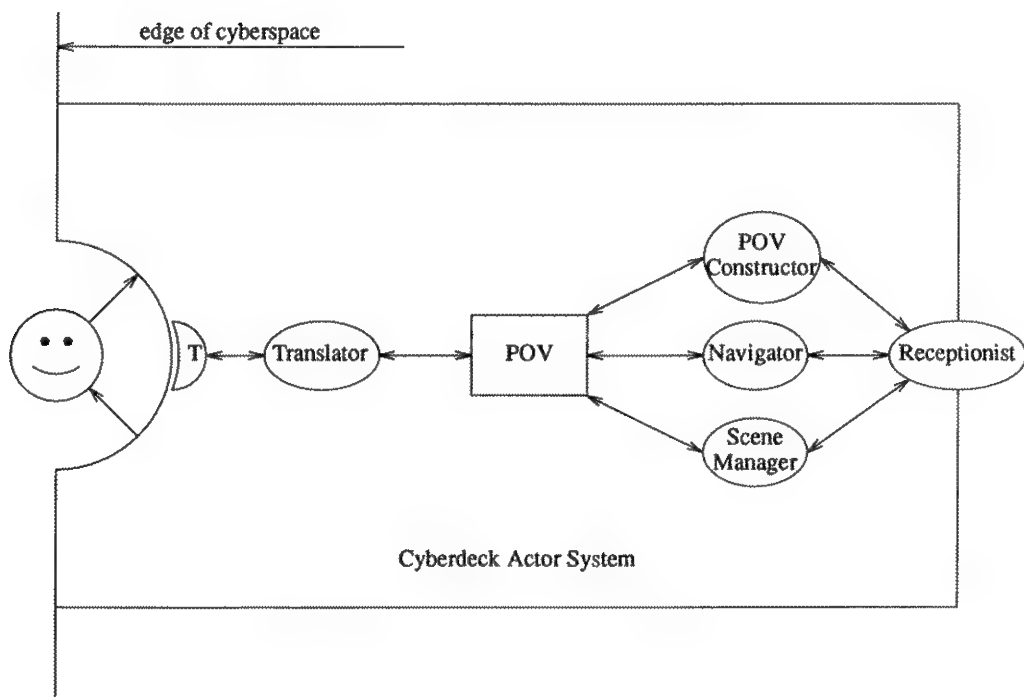 edge of cyberspace
POV
Constructor
T
Translator
POV
Navigator
Receptionist
Scene
Manager
Cyberdeck Actor System